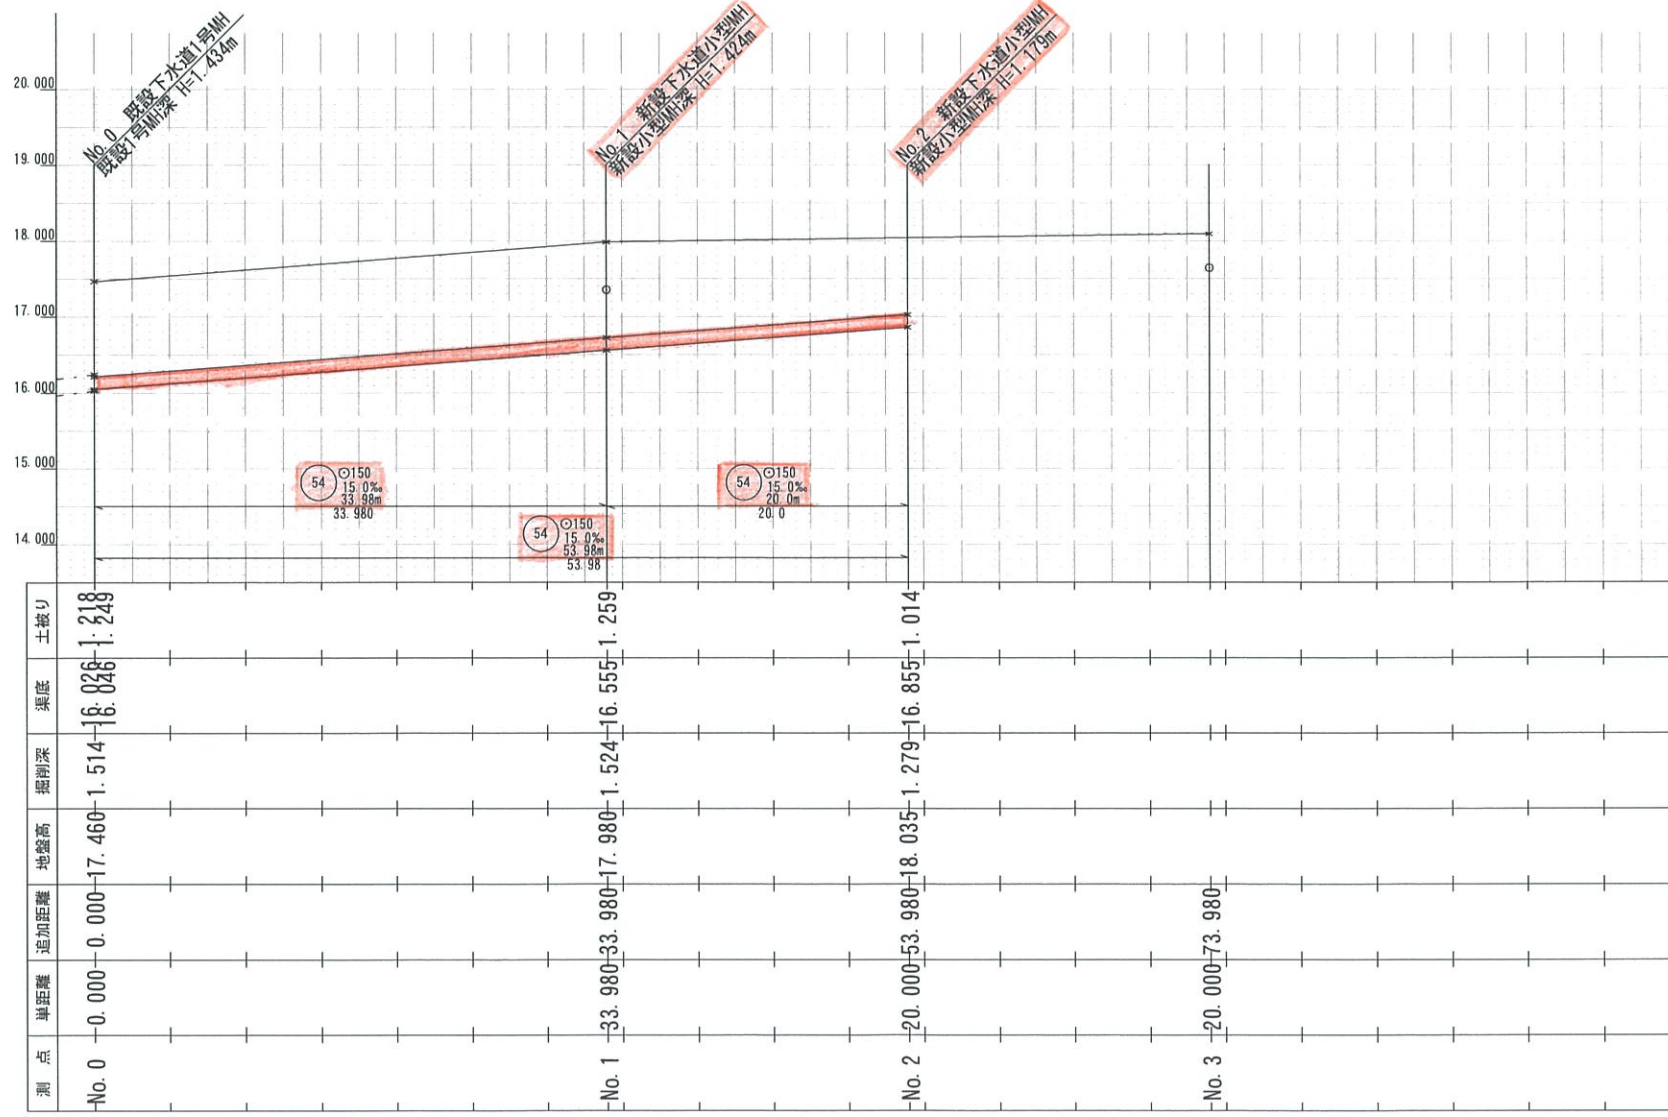 No. 0 既設下水道1号MH
既設1号MH深 H=1. 434m
No. 1 新設下水道小型MH
新設小型MH深 H=1. 424m
No. 2 新設下水道小型MH
新設小型MH深 H=1. 179m
20. 000
19. 000
18. 000
17. 000
16. 000
15. 000
14. 000
54
⊙150
15. 0‰
33. 98m
33. 980
54
⊙150
15. 0‰
20. 0m
20. 0
54
⊙150
15. 0‰
53. 98m
53. 98
土被り
1. 218
1. 249
1. 259
1. 014
渠底
16. 026
16. 046
16. 555
16. 855
掘削深
1. 514
1. 524
1. 279
地盤高
17. 460
17. 980
18. 035
追加距離
0. 000
33. 980
53. 980
73. 980
単距離
0. 000
33. 980
20. 000
20. 000
測 点
No. 0
No. 1
No. 2
No. 3